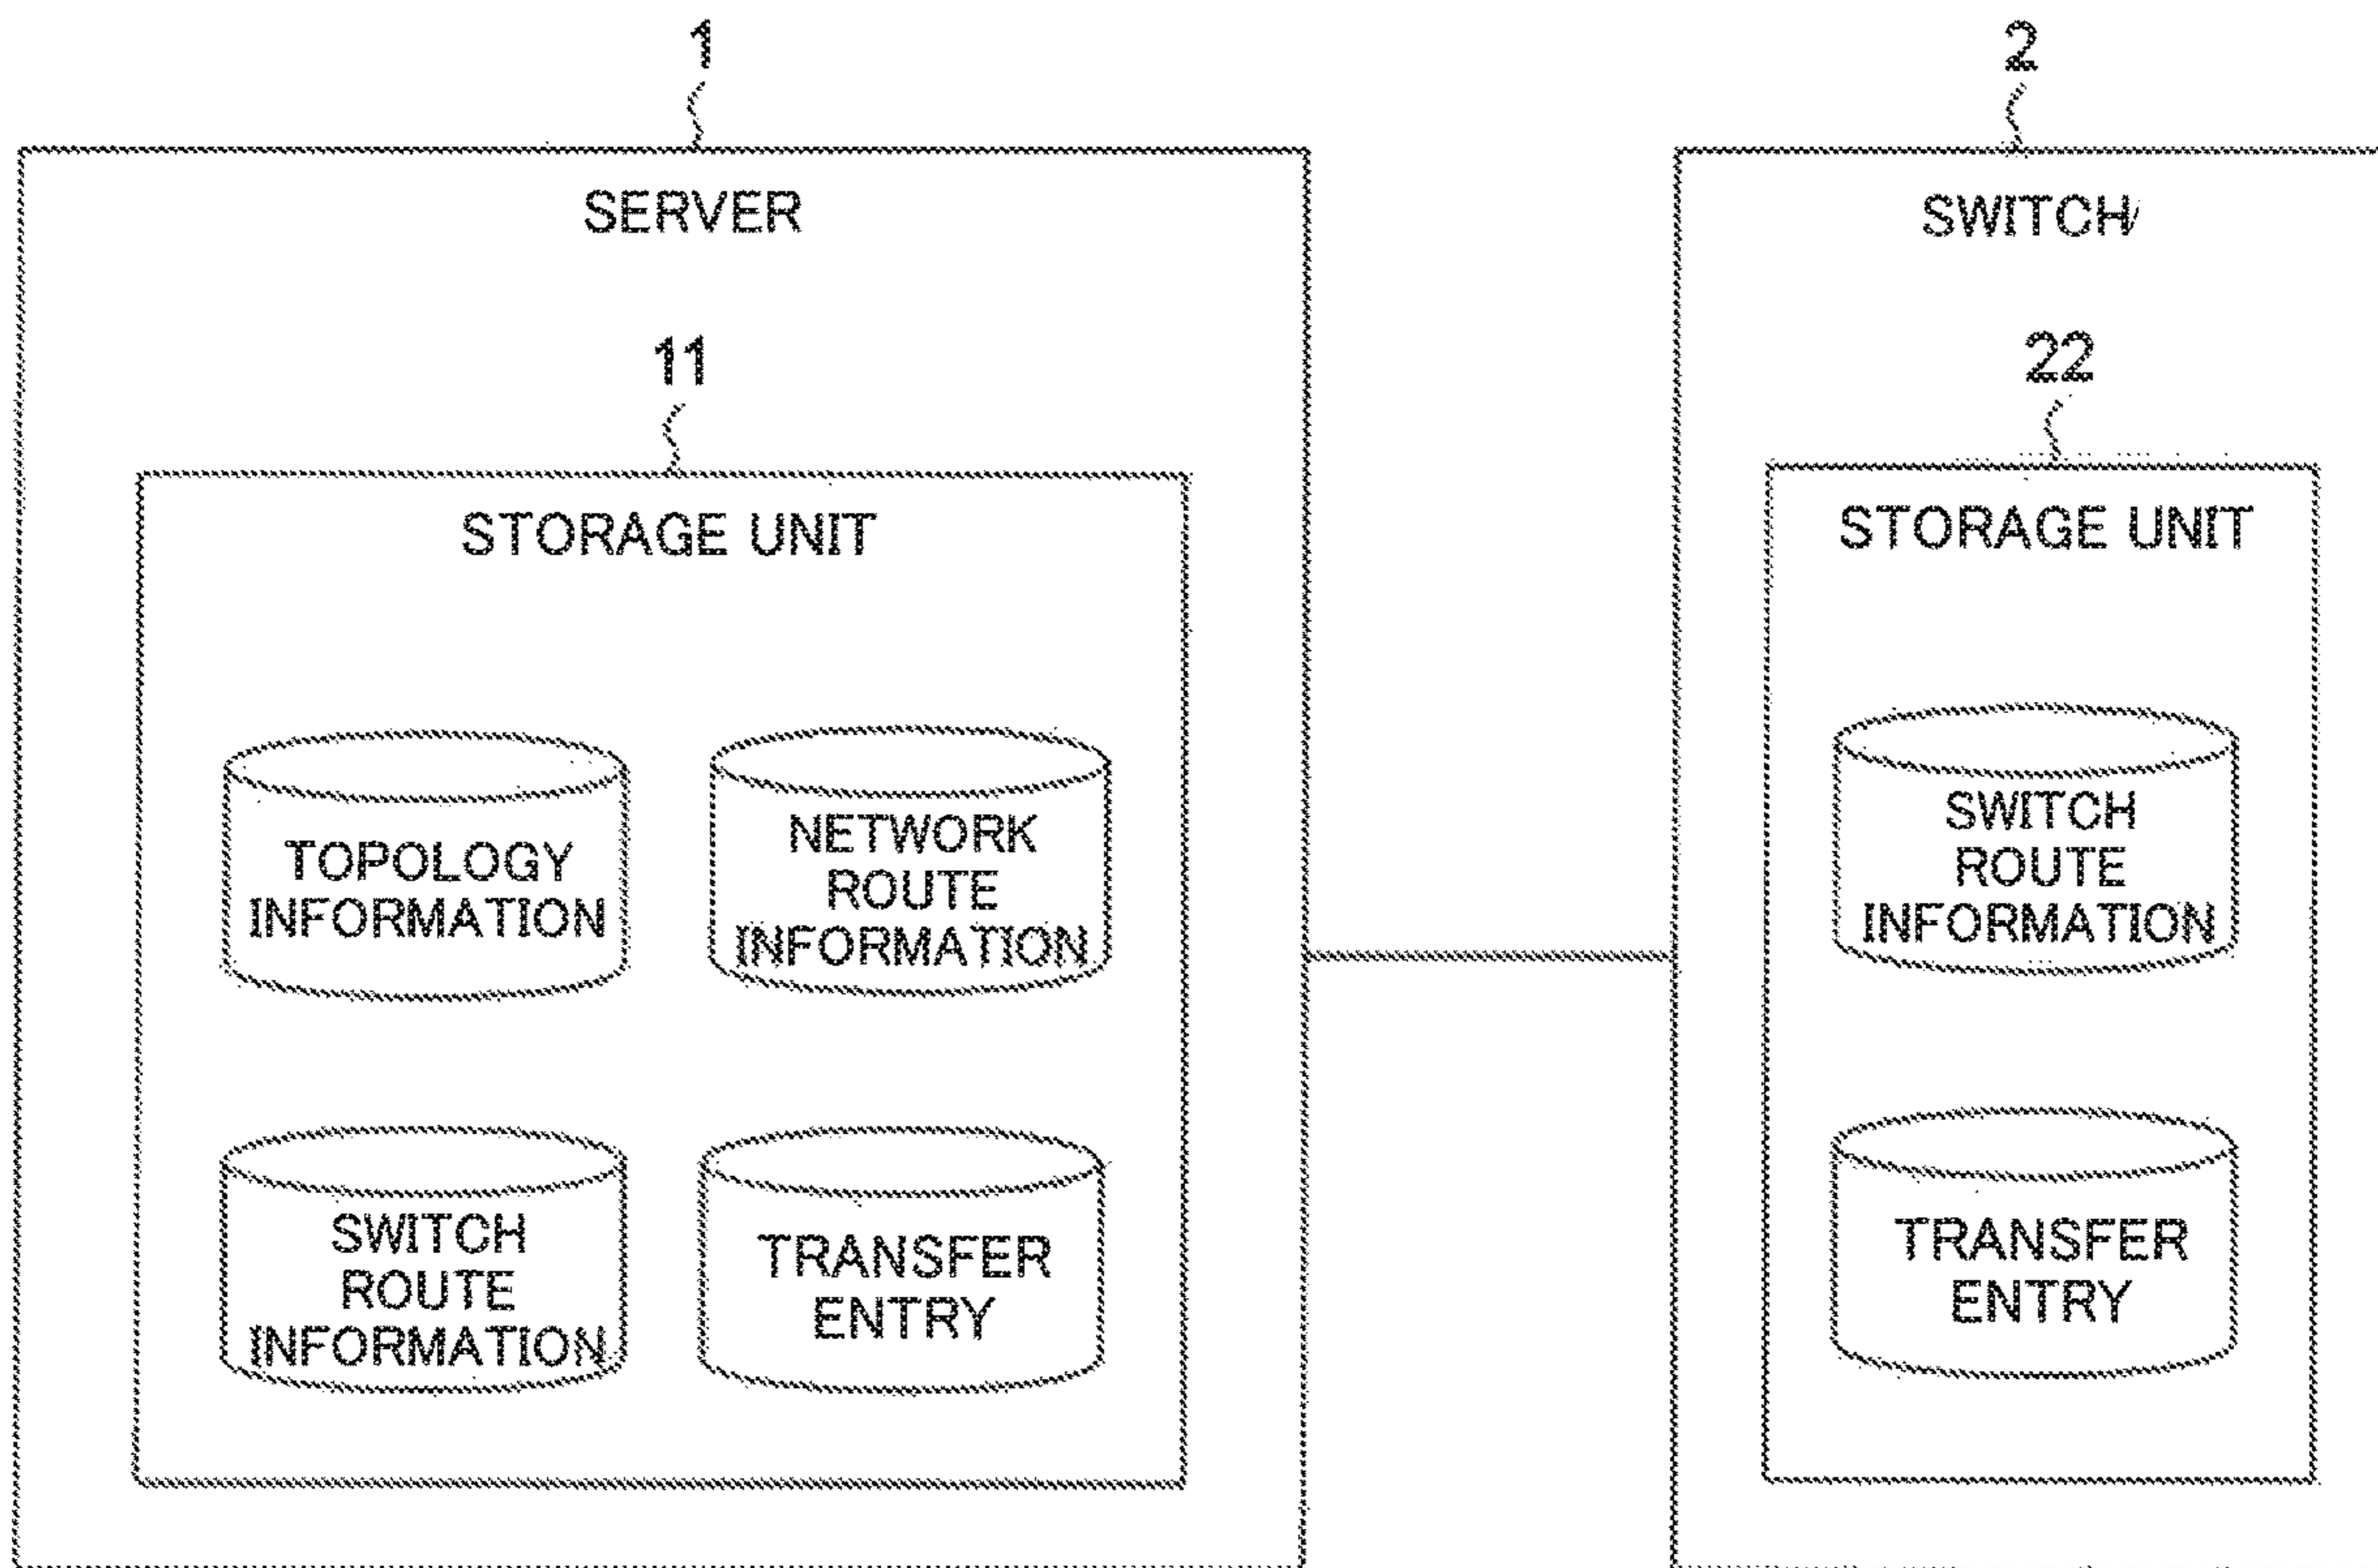 1
SERVER
11
STORAGE UNIT
TOPOLOGY
INFORMATION
NETWORK
ROUTE
INFORMATION
SWITCH
ROUTE
INFORMATION
TRANSFER
ENTRY
2
SWITCH
22
STORAGE UNIT
SWITCH
ROUTE
INFORMATION
TRANSFER
ENTRY